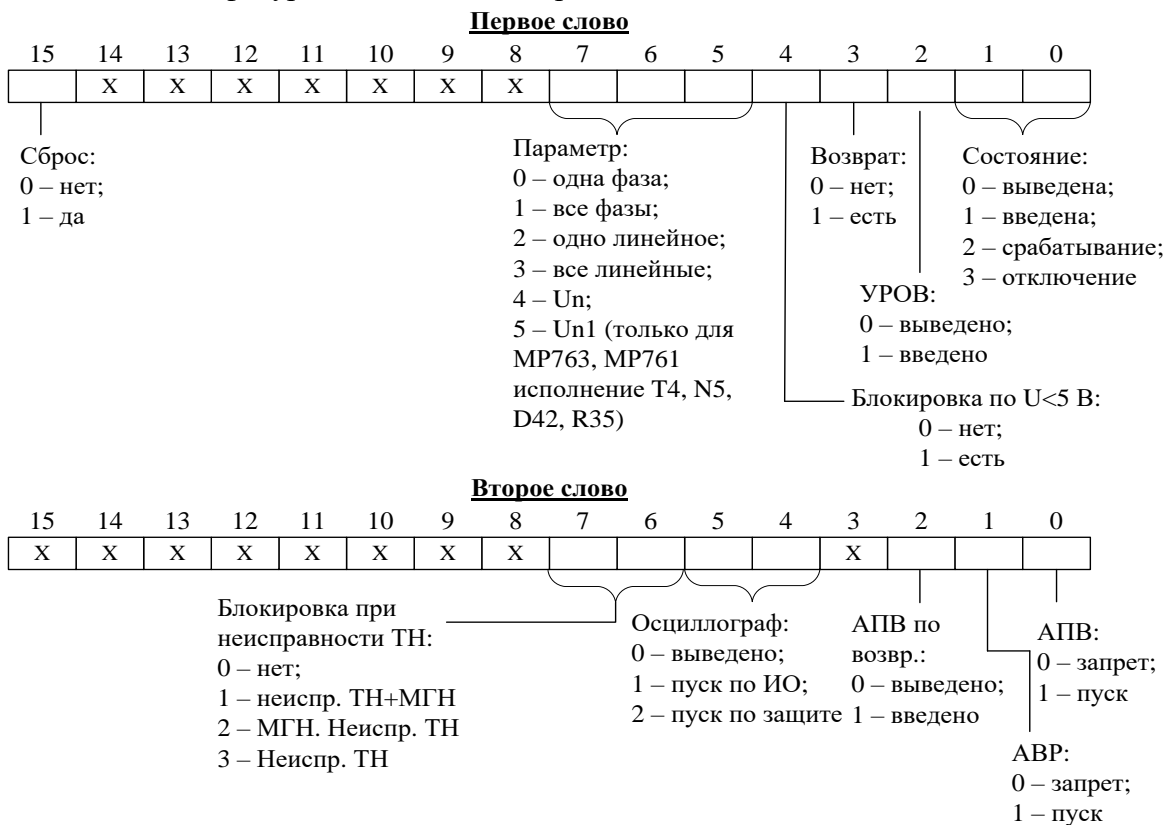 Первое слово
15 14 13 12 11 10 9 8 7 6 5 4 3 2 1 0
X X X X X X X
Сброс:
0 – нет;
1 – да
Параметр:
0 – одна фаза;
1 – все фазы;
2 – одно линейное;
3 – все линейные;
4 – Un;
5 – Un1 (только для
МР763, МР761
исполнение Т4, N5,
D42, R35)
Возврат:
0 – нет;
1 – есть
Состояние:
0 – выведена;
1 – введена;
2 – срабатывание;
3 – отключение
УРОВ:
0 – выведено;
1 – введено
Блокировка по U<5 В:
0 – нет;
1 – есть
Второе слово
15 14 13 12 11 10 9 8 7 6 5 4 3 2 1 0
X X X X X X X X X
Блокировка при
неисправности ТН:
0 – нет;
1 – неиспр. ТН+МГН
2 – МГН. Неиспр. ТН
3 – Неиспр. ТН
Осциллограф:
0 – выведено;
1 – пуск по ИО;
2 – пуск по защите
АПВ по
возвр.:
0 – выведено;
1 – введено
АПВ:
0 – запрет;
1 – пуск
АВР:
0 – запрет;
1 – пуск